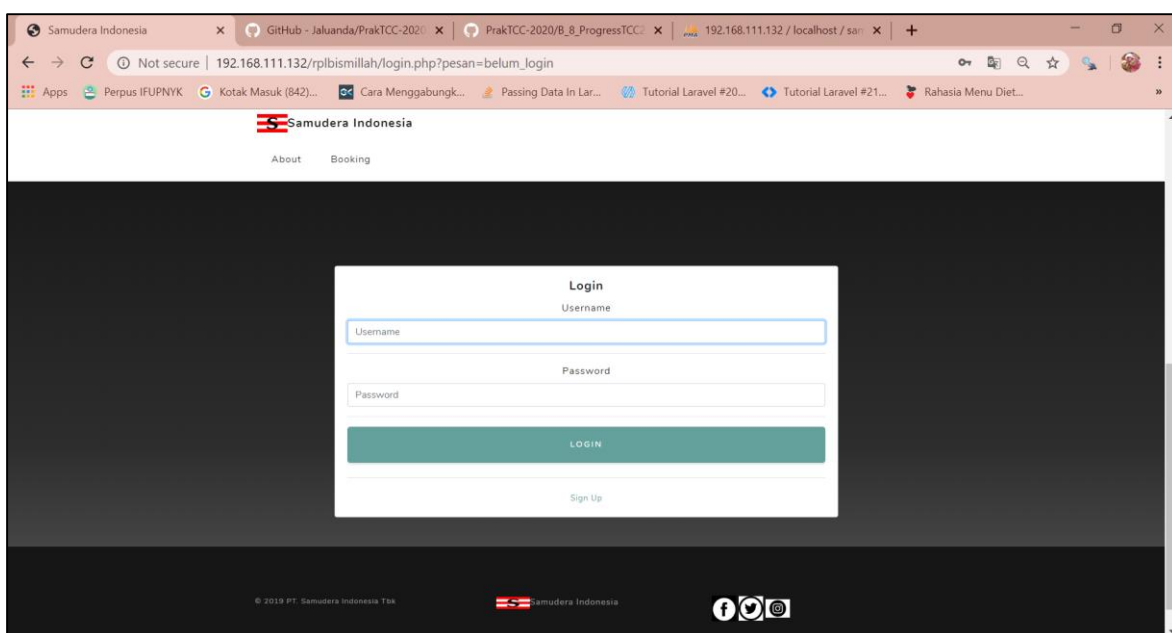 Samudera Indonesia
GitHub - Jaluanda/PrakTCC-2020
PrakTCC-2020/B_8_ProgressTCC2
192.168.111.132 / localhost / sam
Not secure | 192.168.111.132/rplbismillah/login.php?pesan=belum_login
Apps
Perpus IFUPNYK
Kotak Masuk (842)...
Cara Menggabungk...
Passing Data In Lar...
Tutorial Laravel #20...
Tutorial Laravel #21...
Rahasia Menu Diet...
S Samudera Indonesia
About
Booking
Login
Username
Username
Password
Password
LOGIN
Sign Up
© 2019 PT. Samudera Indonesia Tbk
S Samudera Indonesia